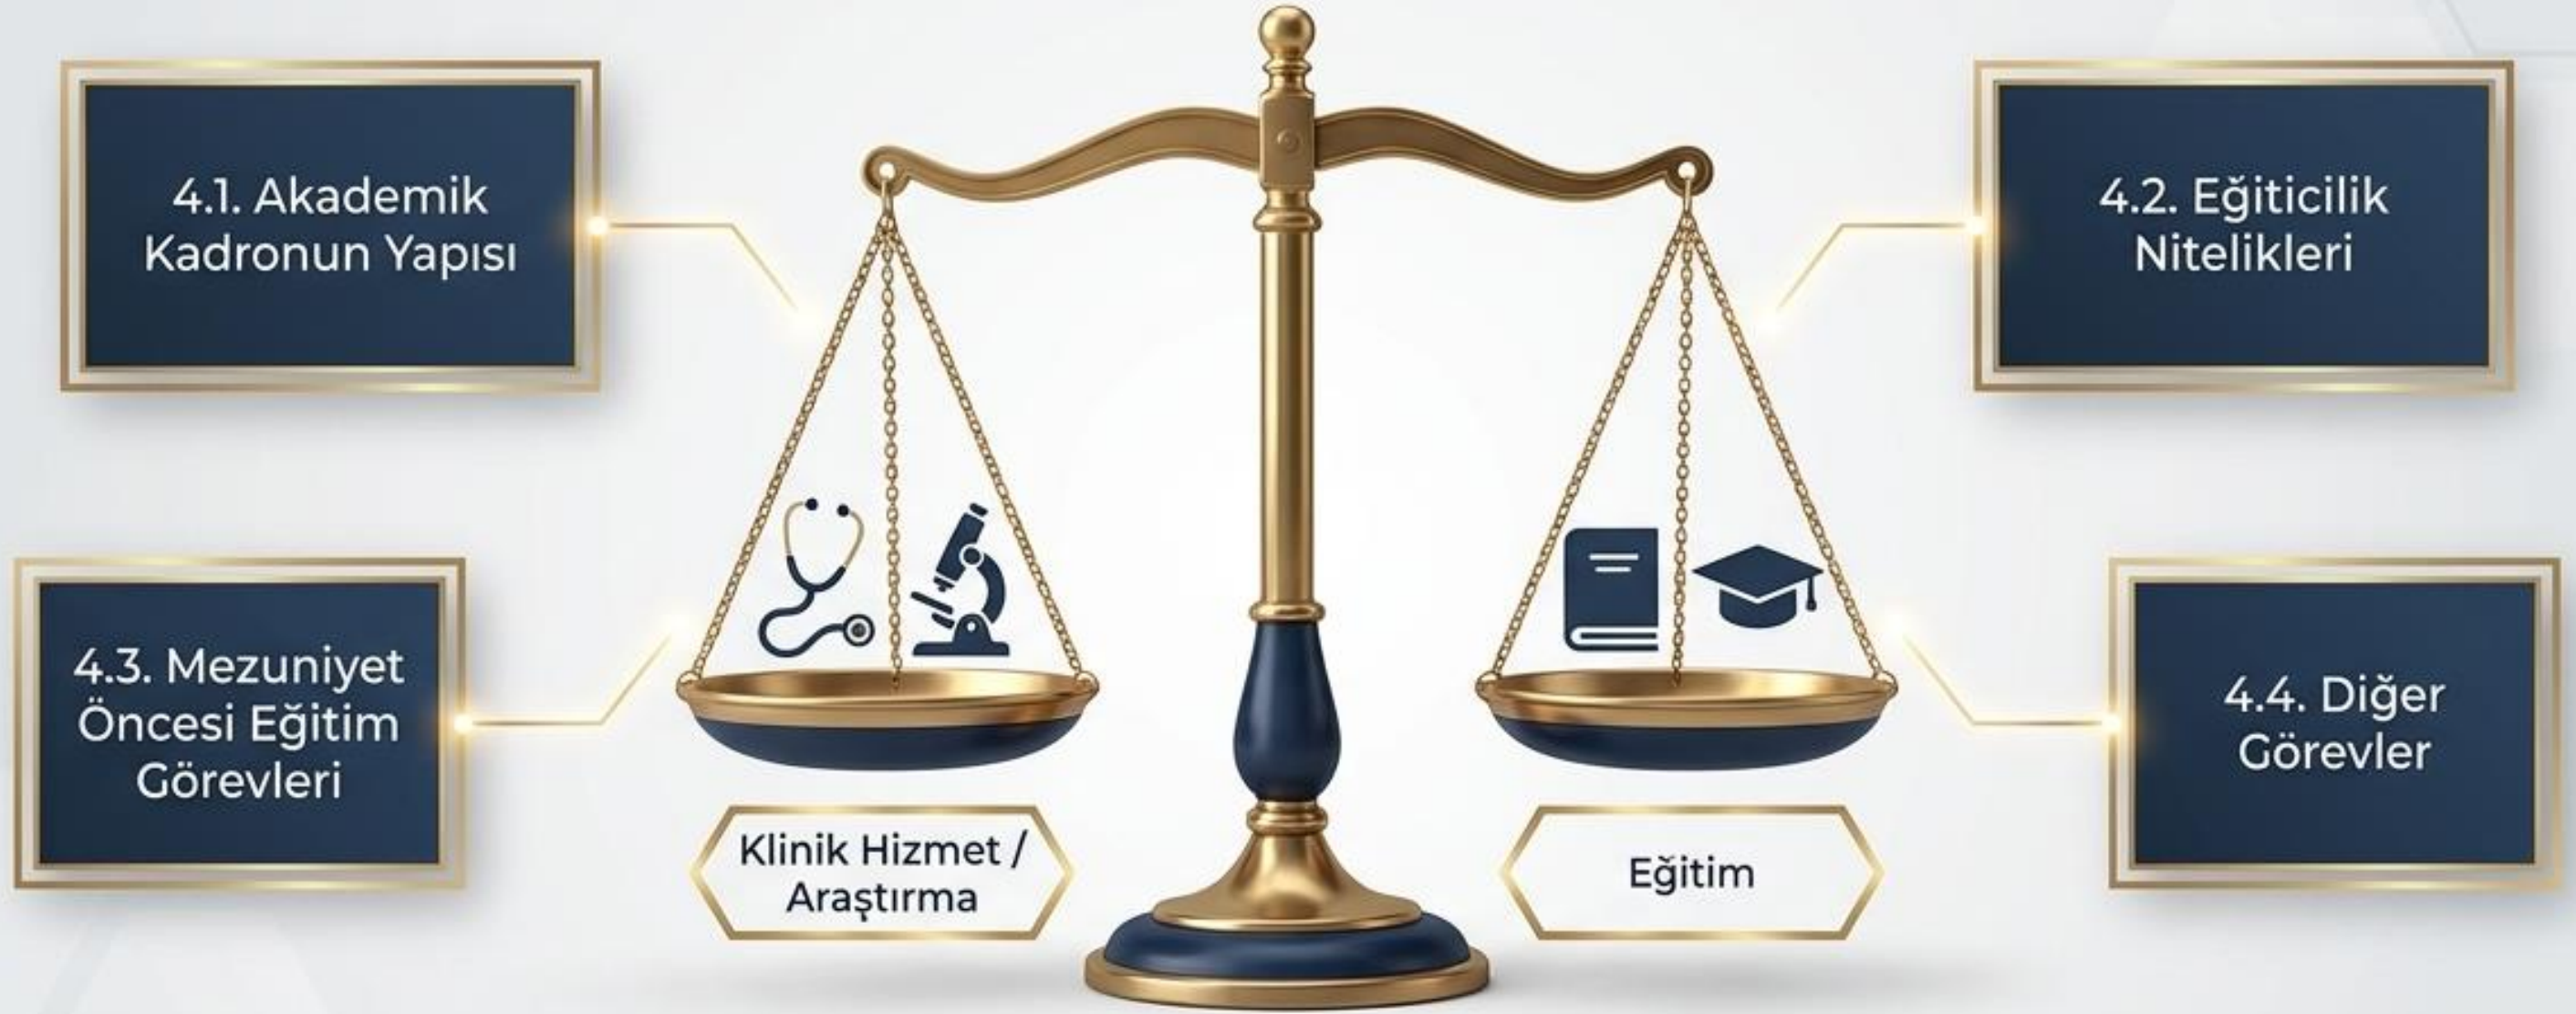 4.1. Akademik
Kadronun Yapısı
4.2. Eğiticilik
Nitelikleri
4.3. Mezuniyet
Öncesi Eğitim
Görevleri
4.4. Diğer
Görevler
Klinik Hizmet /
Araştırma
Eğitim